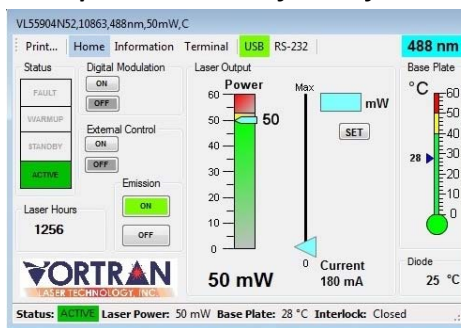 VL55904N52,10863,488nm,50mW,C
Print... Home Information Terminal USB RS-232 488 nm
Status
FAULT
WARMUP
STANDBY
ACTIVE
Laser Hours
1256
Digital Modulation
ON
OFF
External Control
ON
OFF
Emission
ON
OFF
VORTRAN
LASER TECHNOLOGY, INC.
Laser Output
Power
60
50
40
30
20
10
0
50
50 mW
Max
0
mW
SET
Current
180 mA
Base Plate
°C
60
50
40
30
20
10
0
28
Diode
25 °C
Status: ACTIVE Laser Power: 50 mW Base Plate: 28 °C Interlock: Closed